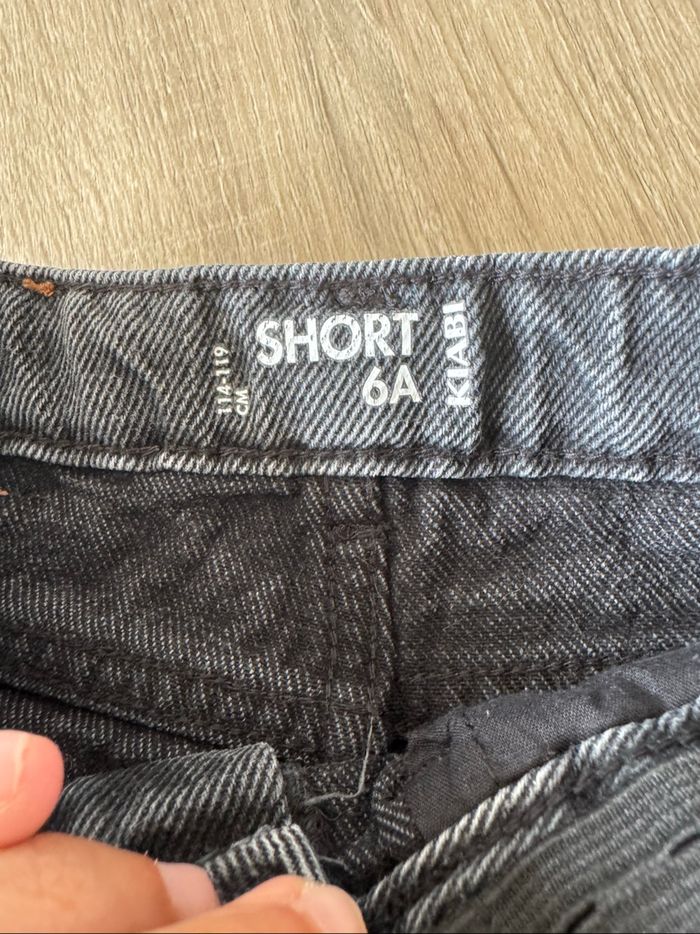 SHORT
6A
114-119
CM
KIABI